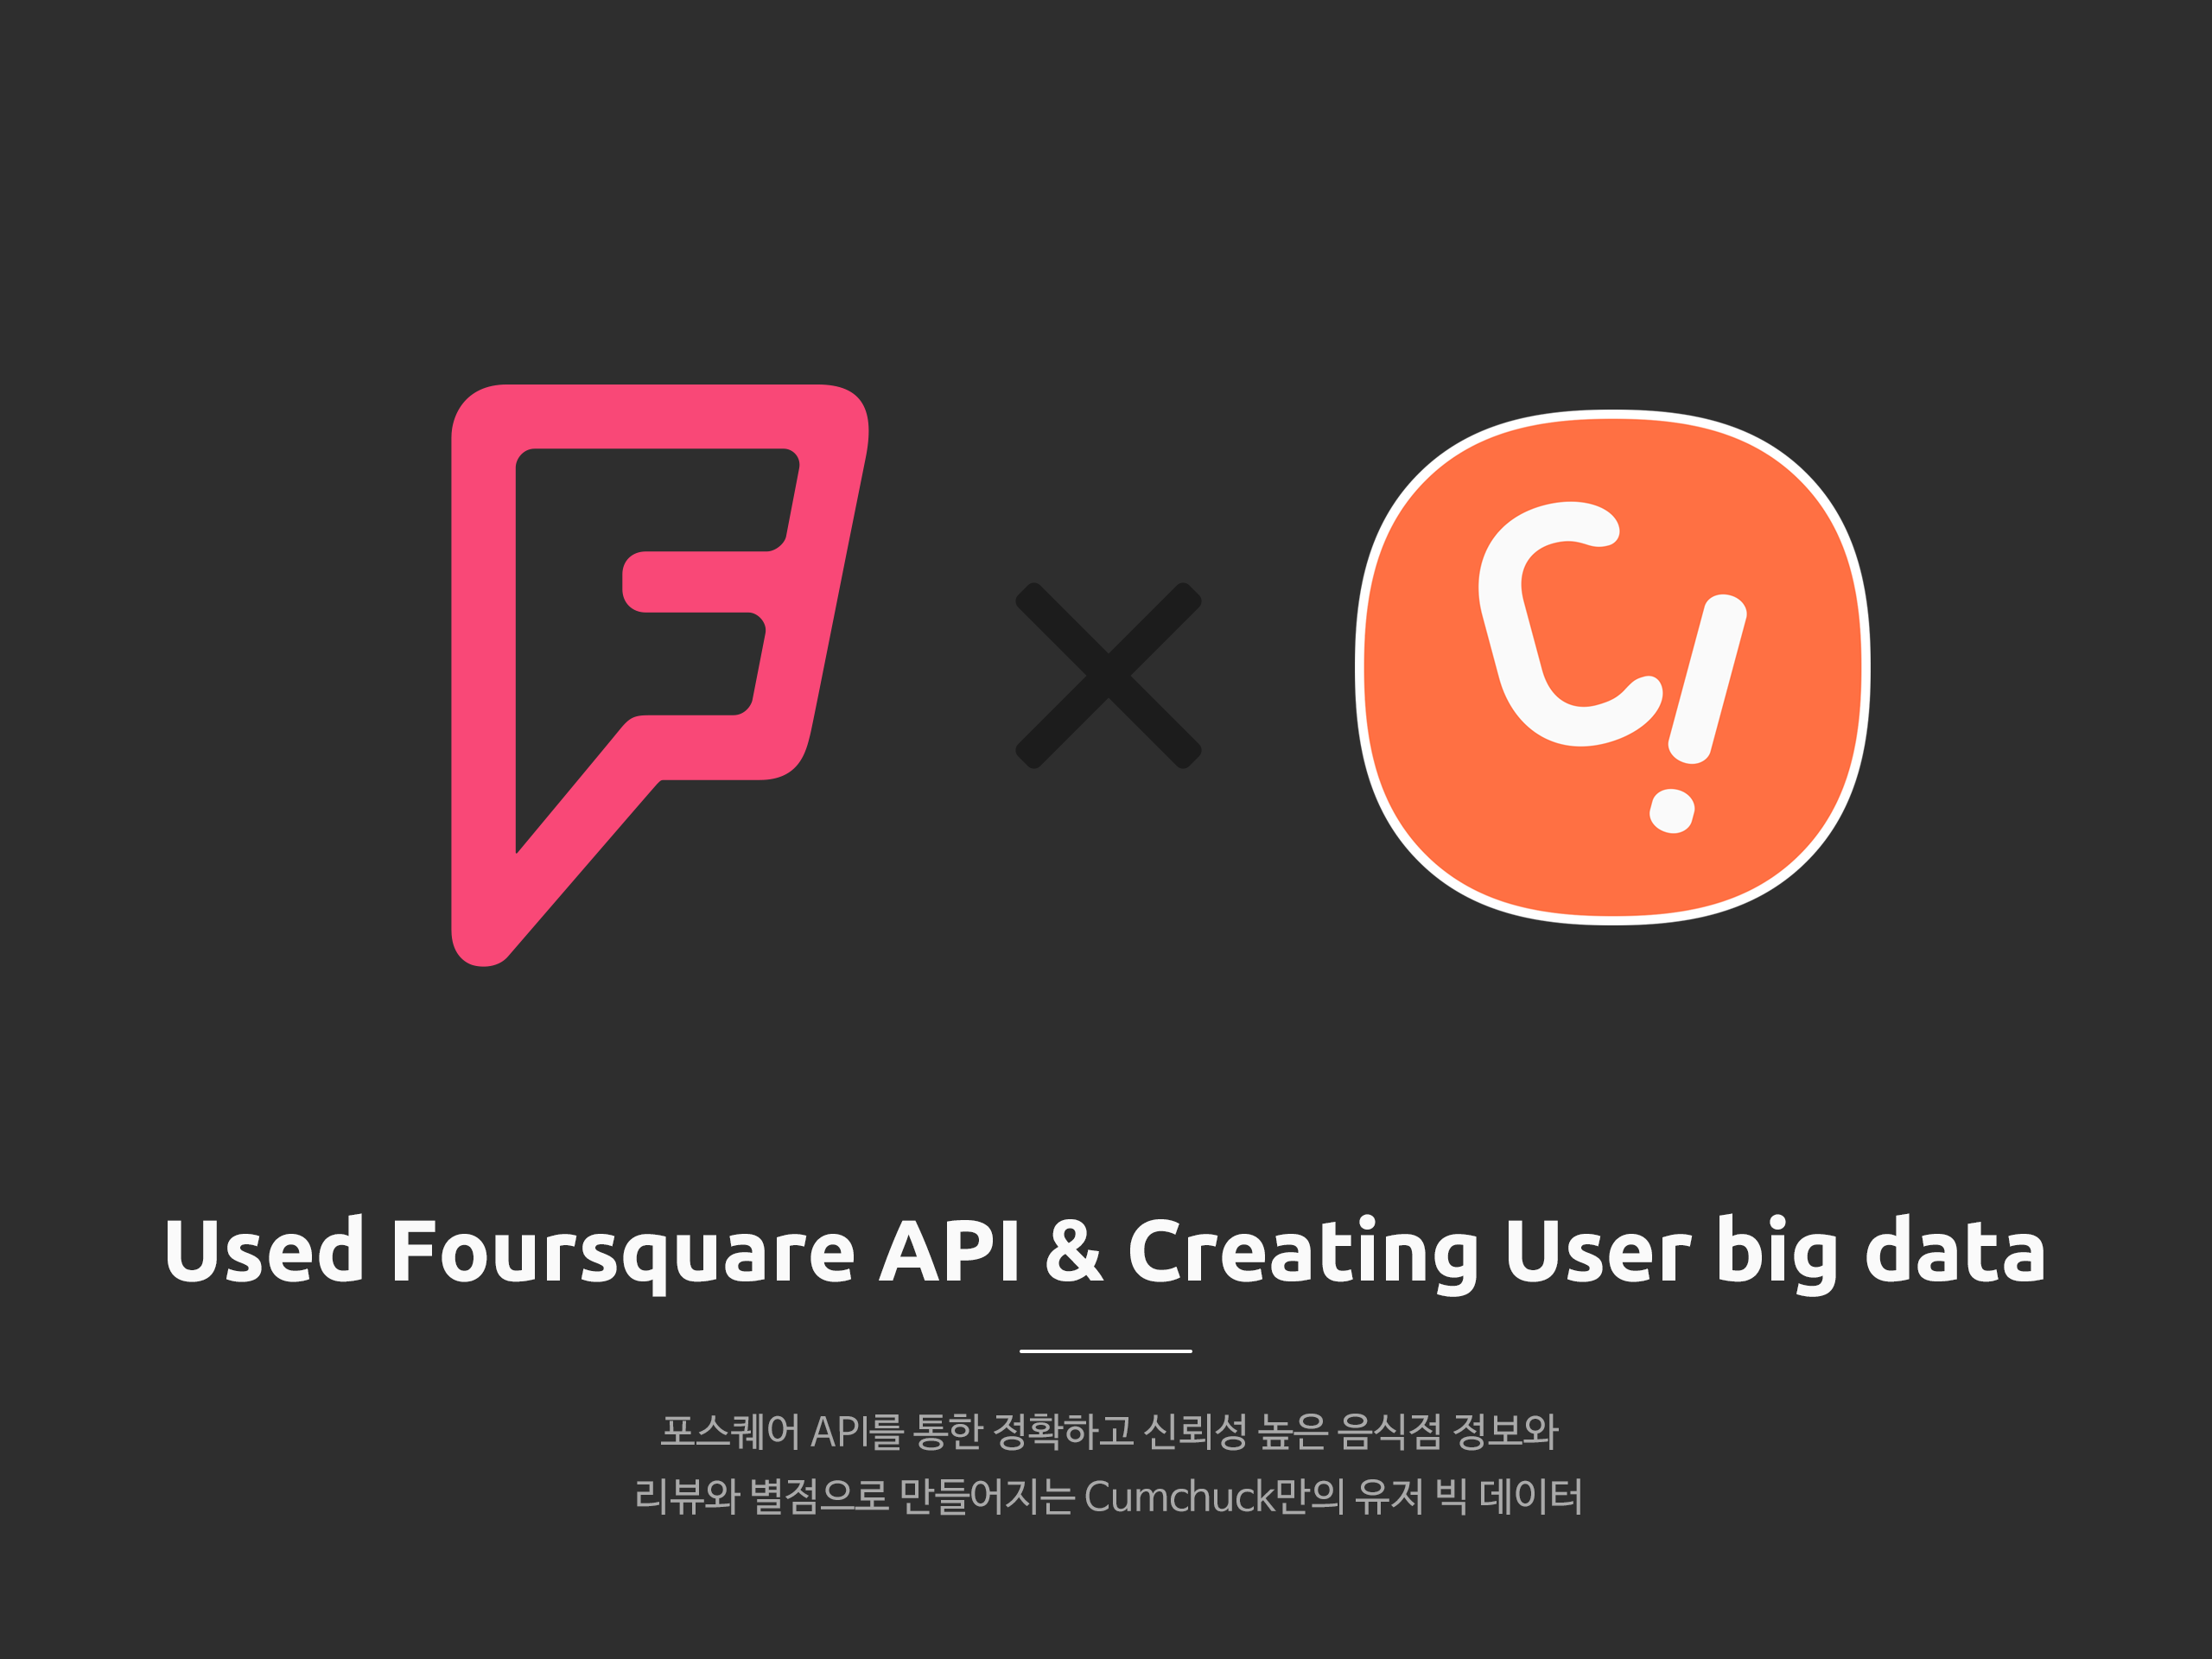 C!
Used Foursquare API & Creating User big data
포스퀘아 API를 통한 정확하고 신뢰성 높은 음식점 정보와
리뷰와 별점으로 만들어지는 Cumchuck만의 유저 빅 데이터